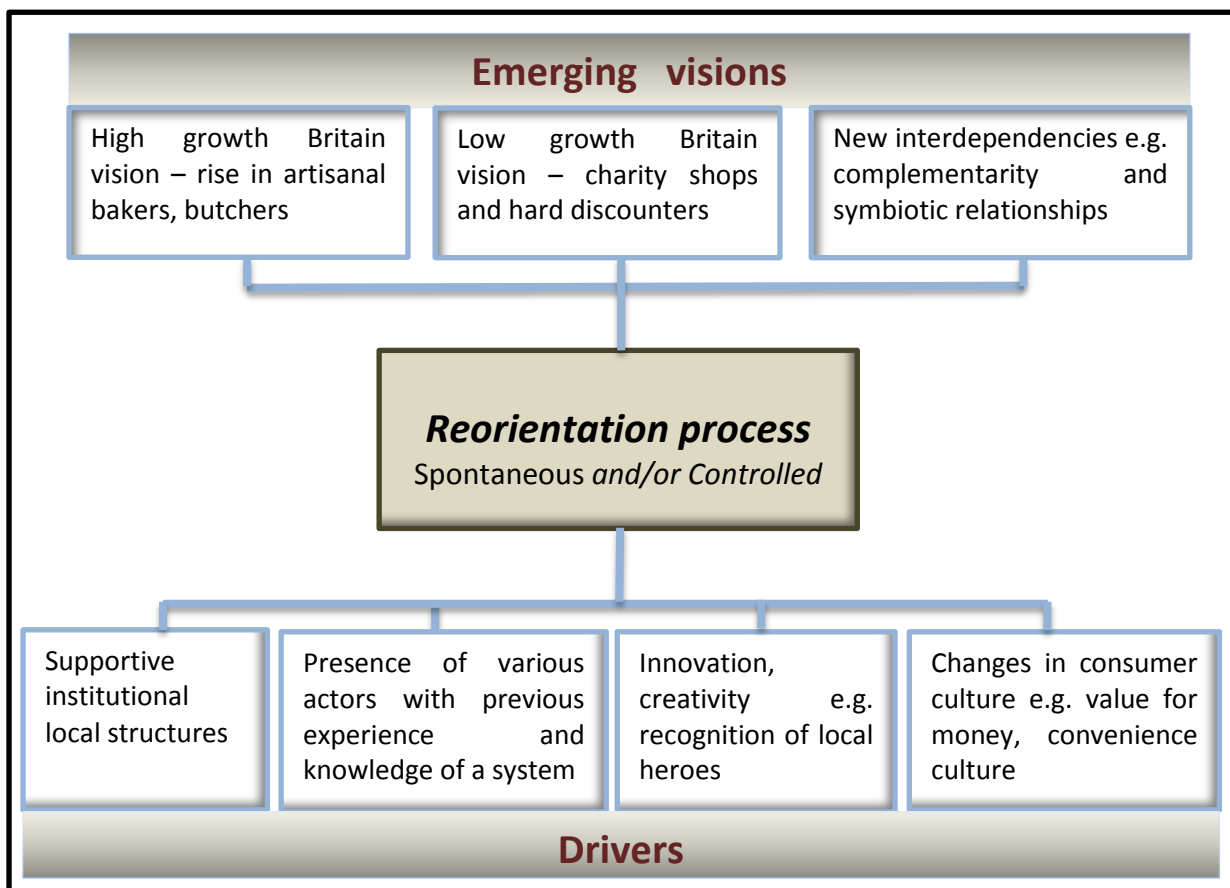 Emerging visions
High growth Britain
vision – rise in artisanal
bakers, butchers
Low growth Britain
vision – charity shops
and hard discounters
New interdependencies e.g.
complementarity and
symbiotic relationships
Reorientation process
Spontaneous and/or Controlled
Supportive
institutional
local structures
Presence of various
actors with previous
experience and
knowledge of a system
Innovation,
creativity e.g.
recognition of local
heroes
Changes in consumer
culture e.g. value for
money, convenience
culture
Drivers